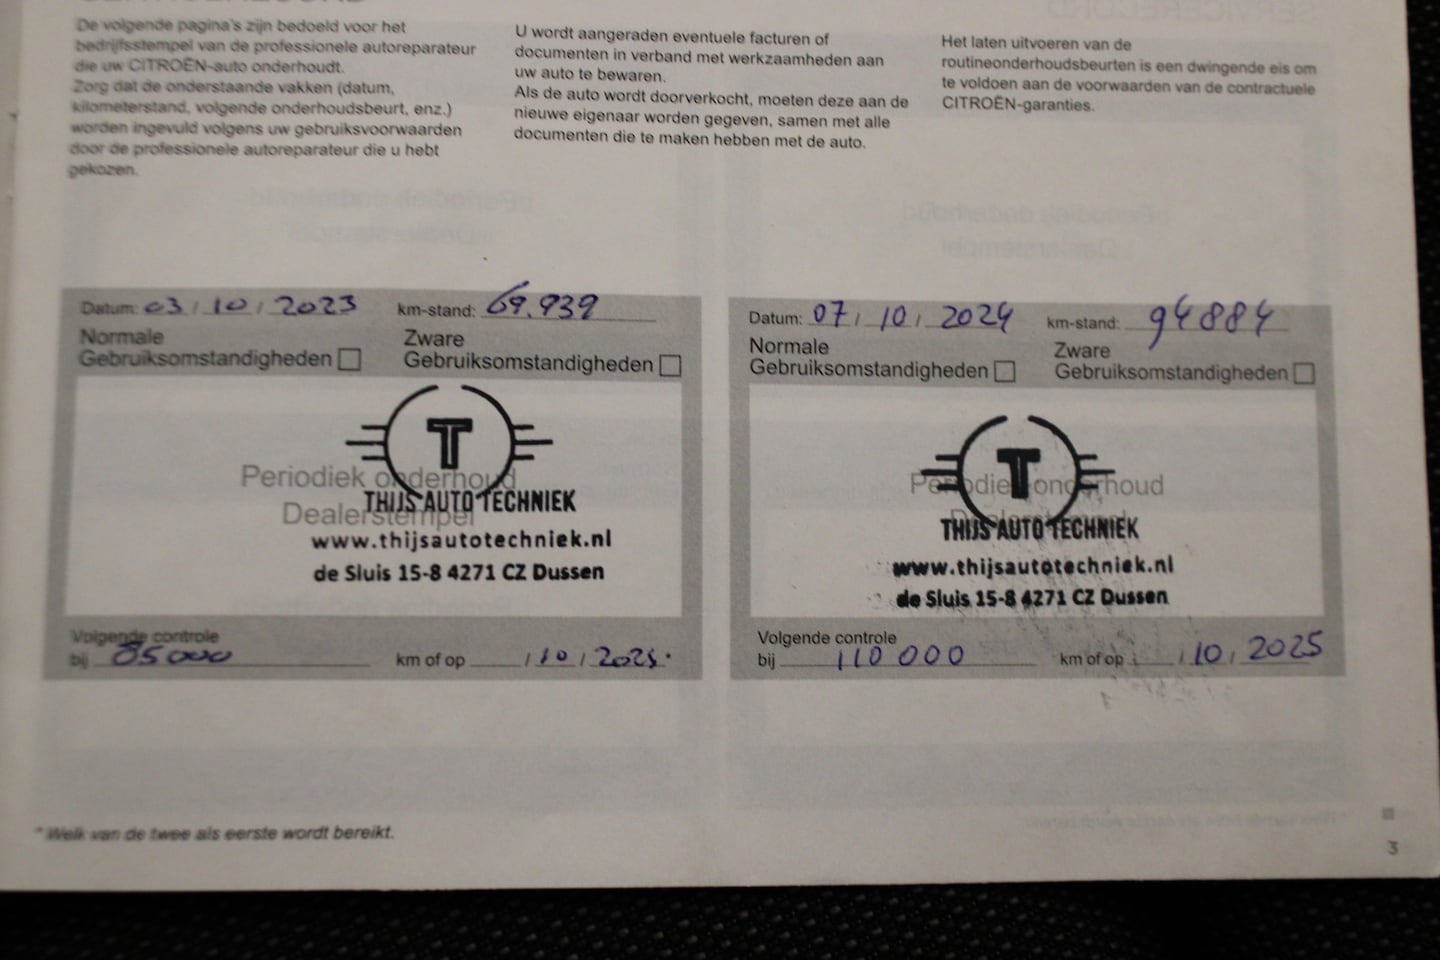 De volgende pagina's zijn bedoeld voor het
bedrijfsstempel van de professionele autoreparateur
die uw CITROËN-auto onderhoudt.
Zorg dat de onderstaande vakken (datum,
kilometerstand, volgende onderhoudsbeurt, enz.)
worden ingevuld volgens uw gebruiksvoorwaarden
door de professionele autoreparateur die u hebt
gekozen.
U wordt aangeraden eventuele facturen of
documenten in verband met werkzaamheden aan
uw auto te bewaren.
Als de auto wordt doorverkocht, moeten deze aan de
nieuwe eigenaar worden gegeven, samen met alle
documenten die te maken hebben met de auto.
Het laten uitvoeren van de
routineonderhoudsbeurten is een dwingende eis om
te voldoen aan de voorwaarden van de contractuele
CITROËN-garanties.
Datum: 03 / 10 / 2023 km-stand: 69.939
Normale Zware
Gebruiksomstandigheden Gebruiksomstandigheden
T
Periodiek onderhoud
THIJS AUTO TECHNIEK
Dealerstempel
www.thijsautotechniek.nl
de Sluis 15-8 4271 CZ Dussen
Volgende controle
bij 85000 km of op / 10 /
Datum: 07 / 10 / 2024 km-stand: 94884
Normale Zware
Gebruiksomstandigheden Gebruiksomstandigheden
T
Periodiek onderhoud
Dealerstempel
THIJS AUTO TECHNIEK
www.thijsautotechniek.nl
de Sluis 15-8 4271 CZ Dussen
Volgende controle
bij 110 000 km of op / 10 / 2025
* Welk van de twee als eerste wordt bereikt.
3